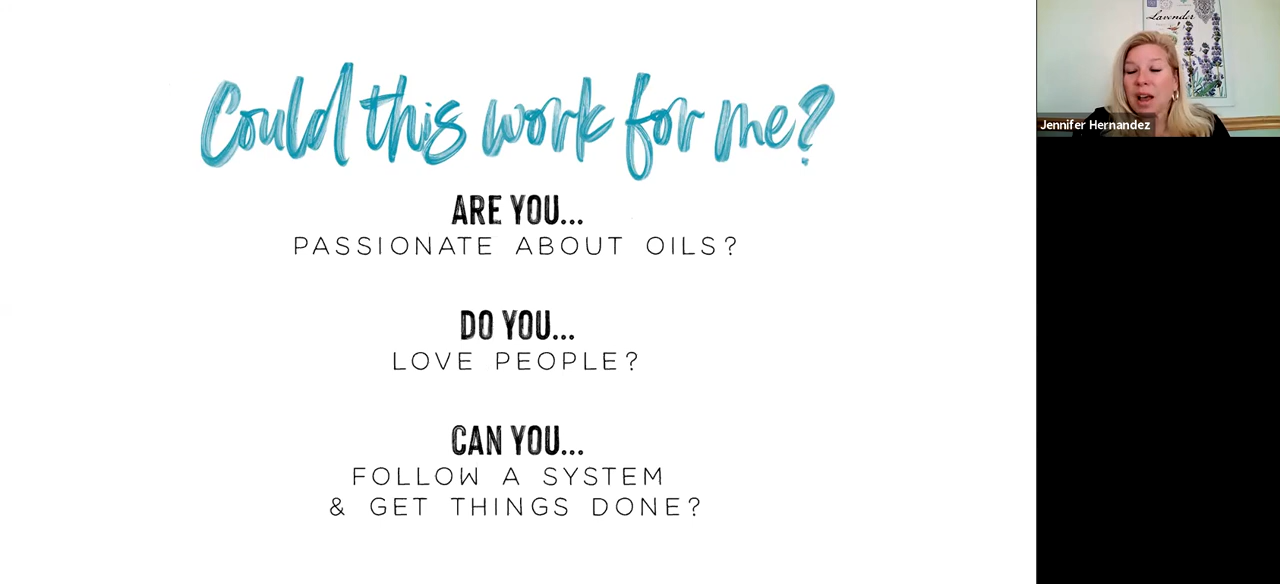 Could this work for me?
ARE YOU...
PASSIONATE ABOUT OILS?
DO YOU...
LOVE PEOPLE?
CAN YOU...
FOLLOW A SYSTEM
& GET THINGS DONE?
Lavender
Jennifer Hernandez